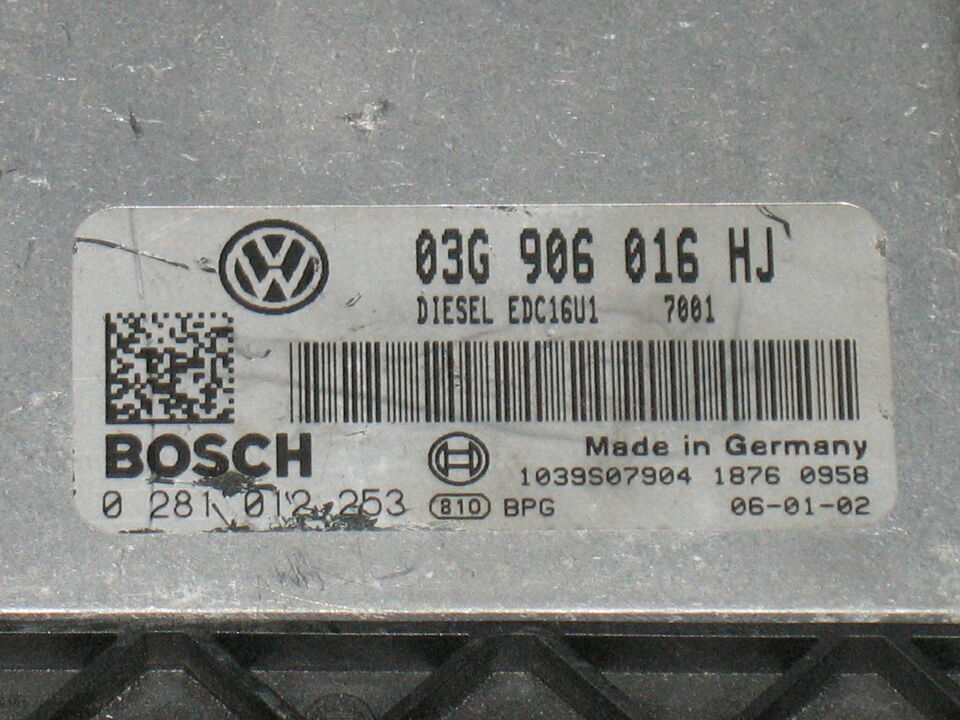 03G 906 016 HJ
DIESEL EDC16U1 7001
BOSCH
Made in Germany
1039S07904 1876 0958
0 281 012 253 810 BPG 06-01-02